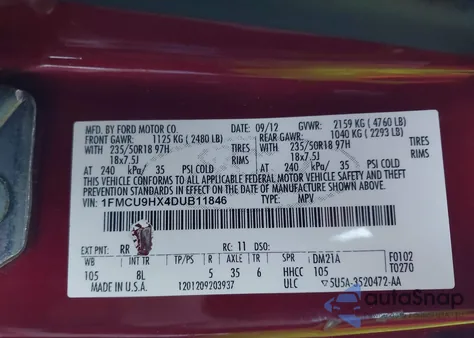 MFD. BY FORD MOTOR CO.
09/12 GVWR: 2159 KG ( 4760 LB)
FRONT GAWR: 1125 KG ( 2480 LB) REAR GAWR: 1040 KG ( 2293 LB)
WITH 235/50R18 97H TIRES WITH 235/50R18 97H TIRES
18x7.5J RIMS 18x7.5J RIMS
AT 240 kPa/ 35 PSI COLD AT 240 kPa/ 35 PSI COLD
THIS VEHICLE CONFORMS TO ALL APPLICABLE FEDERAL MOTOR VEHICLE SAFETY AND
THEFT PREVENTION STANDARDS IN EFFECT ON THE DATE OF MANUFACTURE SHOWN ABOVE.
VIN: 1FMCU9HX4DUB11846 TYPE: MPV
EXT PNT: RR RC: 11 DSO:
WB INT TR TP/PS R AXLE TR SPR DM21A F0102
105 8L 5 35 6 HHCC 105 T0270
MADE IN U.S.A. 1201209203937 ULC 5U5A-3520472-AA
autoSnap